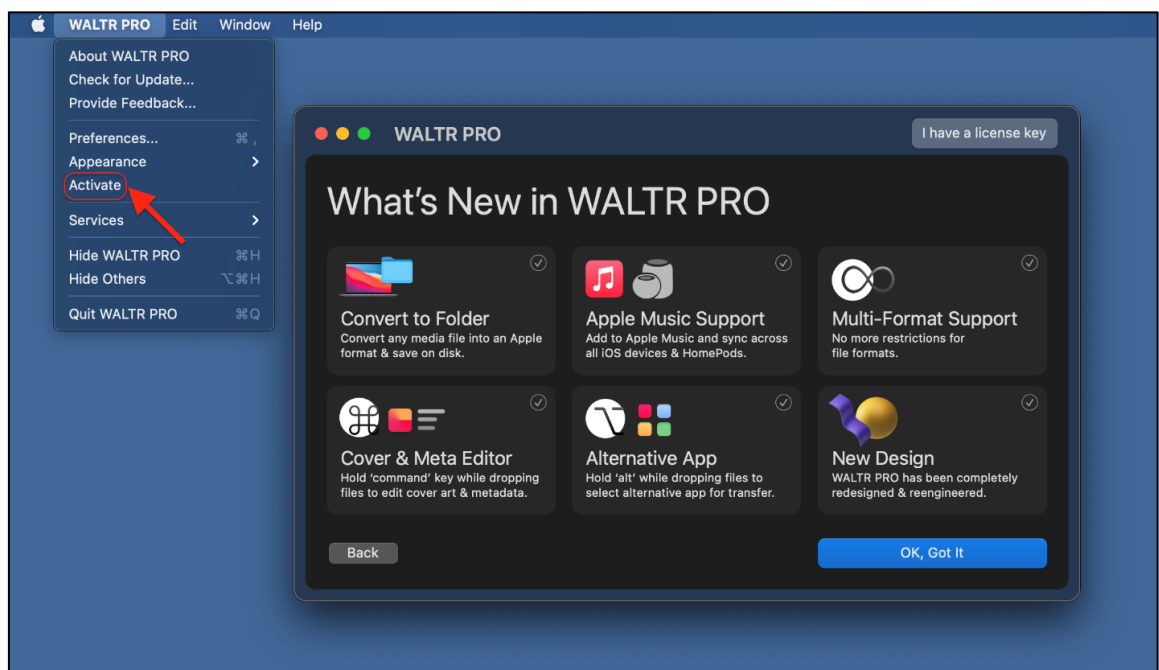 WALTR PRO Edit Window Help
About WALTR PRO
Check for Update...
Provide Feedback...
Preferences... ⌘ ,
Appearance >
Activate
Services >
Hide WALTR PRO ⌘ H
Hide Others ⌥ ⌘ H
Quit WALTR PRO ⌘ Q
WALTR PRO
I have a license key
What's New in WALTR PRO
Convert to Folder
Convert any media file into an Apple
format & save on disk.
Apple Music Support
Add to Apple Music and sync across
all iOS devices & HomePods.
Multi-Format Support
No more restrictions for
file formats.
Cover & Meta Editor
Hold ‘command’ key while dropping
files to edit cover art & metadata.
Alternative App
Hold ‘alt’ while dropping files to
select alternative app for transfer.
New Design
WALTR PRO has been completely
redesigned & reengineered.
Back
OK, Got It